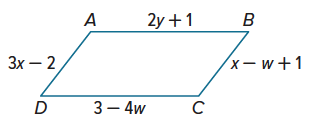 A 2y + 1 B
3x − 2 x − w + 1
D 3 − 4w C